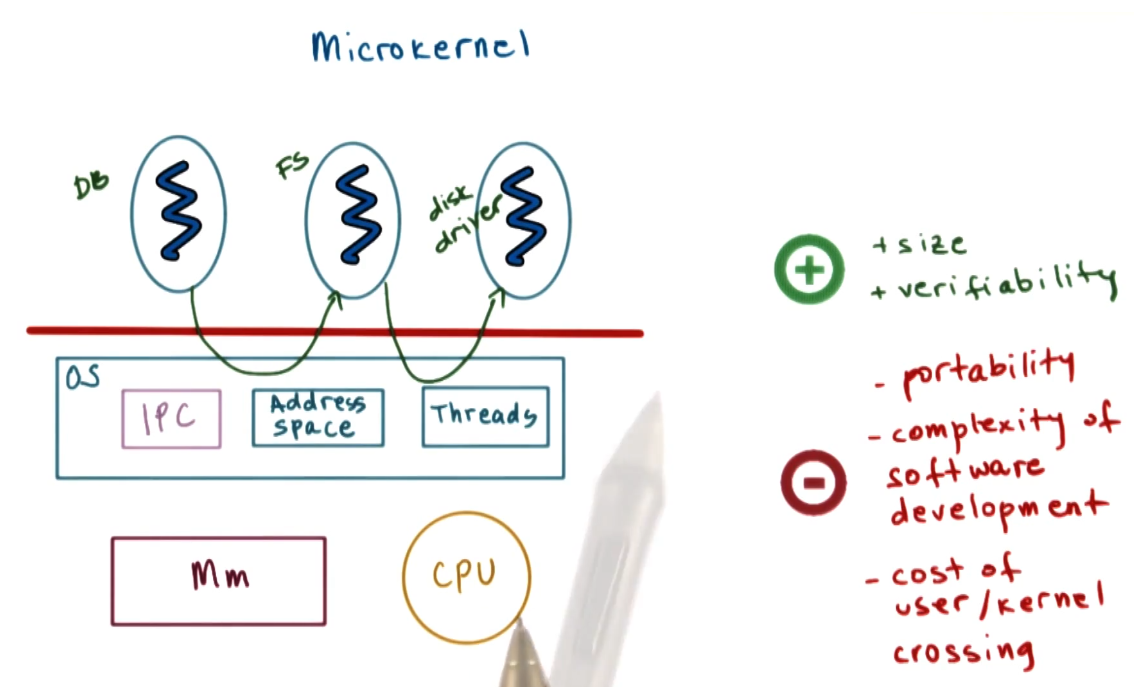 Microkernel
DB
FS
disk
driver
OS
IPC
Address
space
Threads
Mm
CPU
+
+ size
+ verifiability
-
- portability
- complexity of
software
development
- cost of
user/kernel
crossing